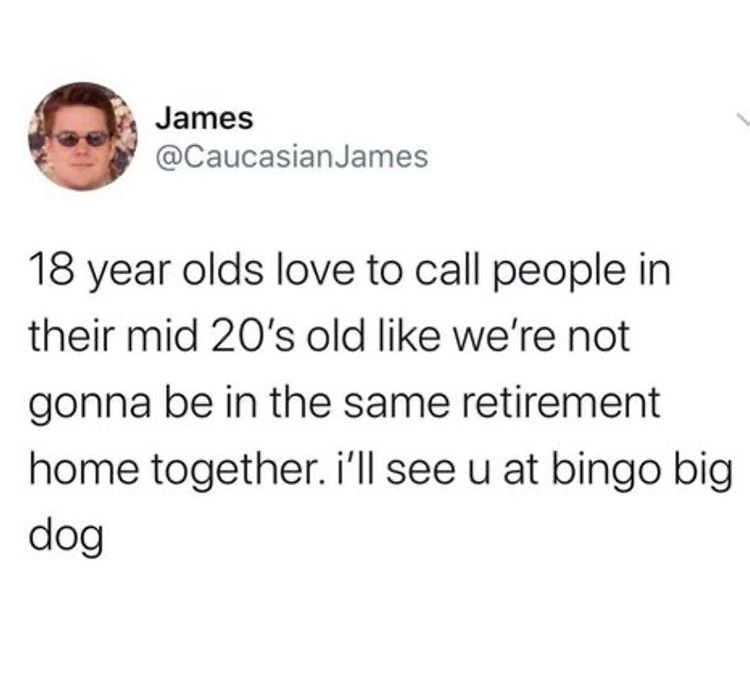 James
@CaucasianJames
18 year olds love to call people in
their mid 20's old like we're not
gonna be in the same retirement
home together. i'll see u at bingo big
dog